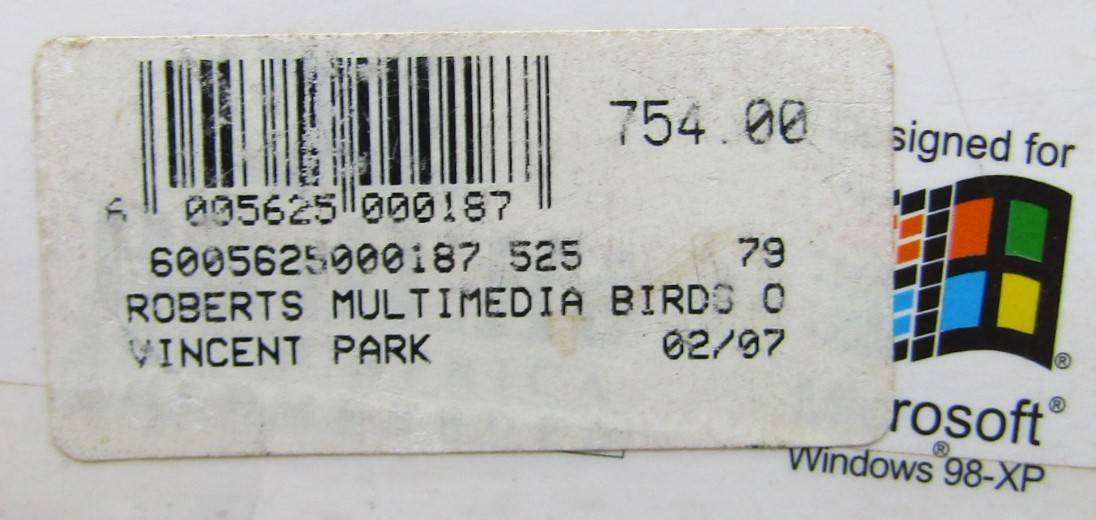 754.00
6 005625 000187
6005625000187 525 79
ROBERTS MULTIMEDIA BIRDS O
VINCENT PARK 02/07
signed for
®
rosoft®
®
Windows 98-XP